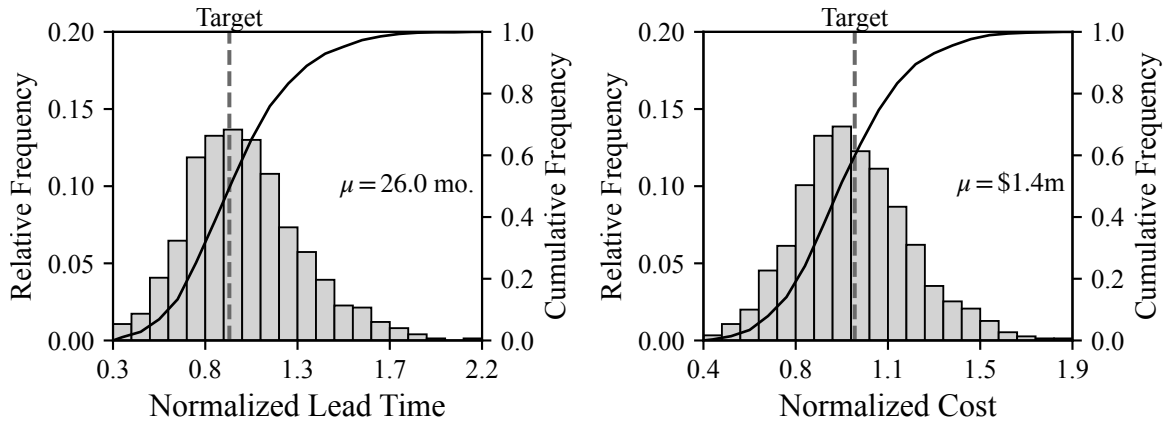 Target
0.20
0.15
0.10
0.05
0.00
Relative Frequency
1.0
0.8
0.6
0.4
0.2
0.0
Cumulative Frequency
μ = 26.0 mo.
0.3 0.8 1.3 1.7 2.2
Normalized Lead Time
Target
0.20
0.15
0.10
0.05
0.00
Relative Frequency
1.0
0.8
0.6
0.4
0.2
0.0
Cumulative Frequency
μ = $1.4m
0.4 0.8 1.1 1.5 1.9
Normalized Cost